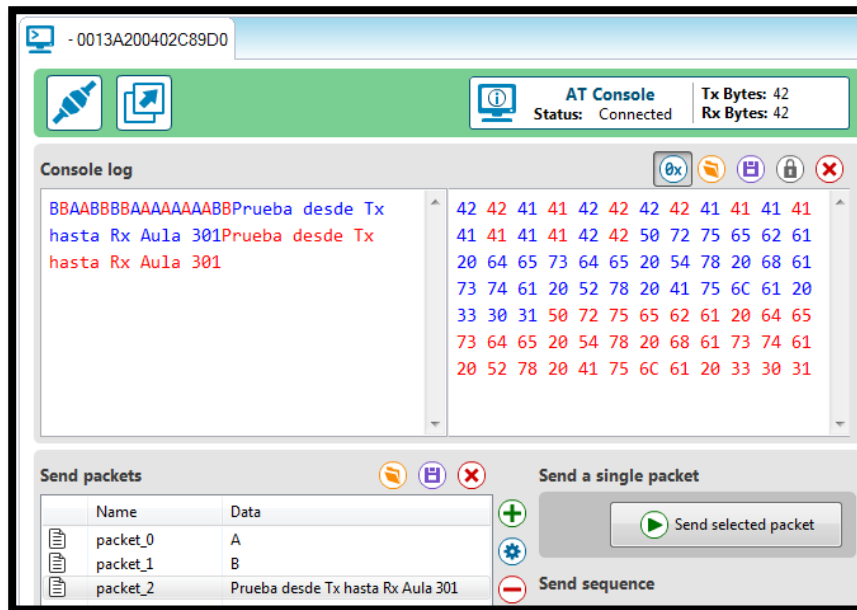 - 0013A200402C89D0
AT Console
Status: Connected
Tx Bytes: 42
Rx Bytes: 42
Console log
0x
BBAABBBBAAAAAAAABBPrueba desde Tx
hasta Rx Aula 301Prueba desde Tx
hasta Rx Aula 301
42 42 41 41 42 42 42 42 41 41 41 41
41 41 41 41 42 42 50 72 75 65 62 61
20 64 65 73 64 65 20 54 78 20 68 61
73 74 61 20 52 78 20 41 75 6C 61 20
33 30 31 50 72 75 65 62 61 20 64 65
73 64 65 20 54 78 20 68 61 73 74 61
20 52 78 20 41 75 6C 61 20 33 30 31
Send packets
Name Data
packet_0 A
packet_1 B
packet_2 Prueba desde Tx hasta Rx Aula 301
Send a single packet
Send selected packet
Send sequence